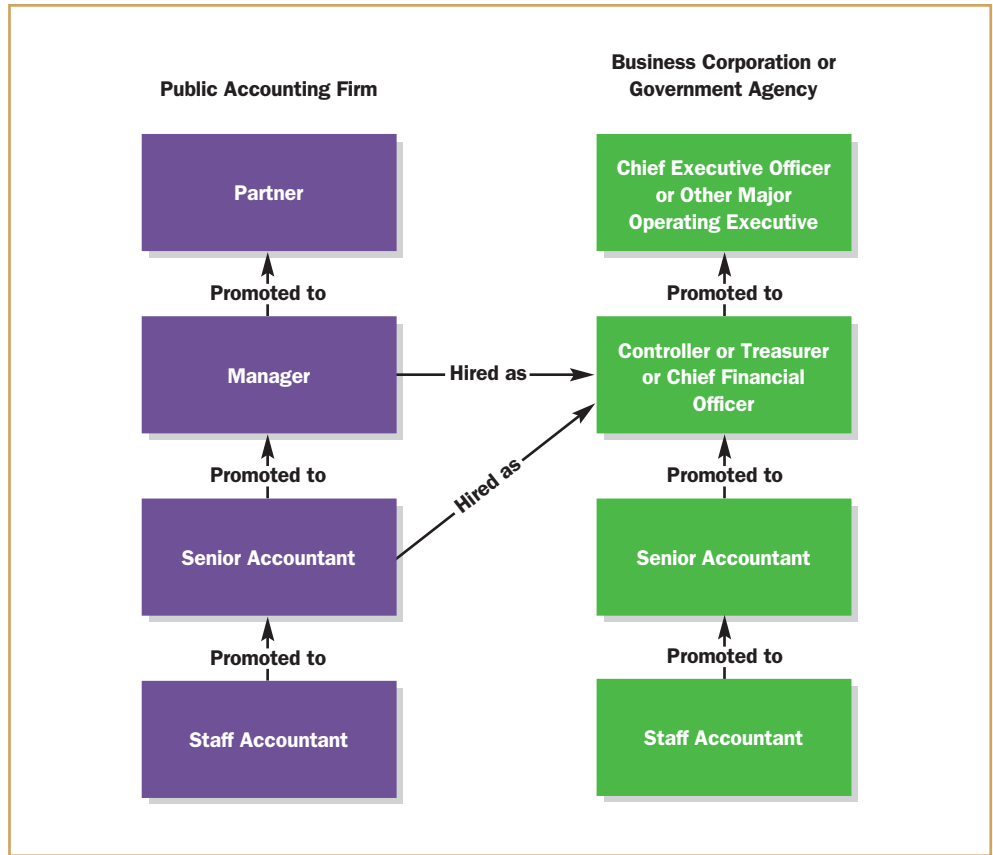 Public Accounting Firm
Business Corporation or
Government Agency
Partner
Chief Executive Officer
or Other Major
Operating Executive
Promoted to
Promoted to
Manager
Hired as
Controller or Treasurer
or Chief Financial
Officer
Promoted to
Hired as
Promoted to
Senior Accountant
Senior Accountant
Promoted to
Promoted to
Staff Accountant
Staff Accountant